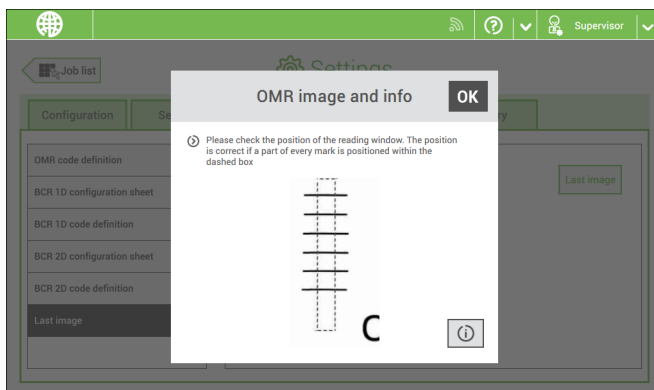 Supervisor
Job list
Settings
OMR image and info
OK
Configuration
Se
ry
Please check the position of the reading window. The position
is correct if a part of every mark is positioned within the
dashed box
OMR code definition
BCR 1D configuration sheet
BCR 1D code definition
BCR 2D configuration sheet
BCR 2D code definition
Last image
Last image
C